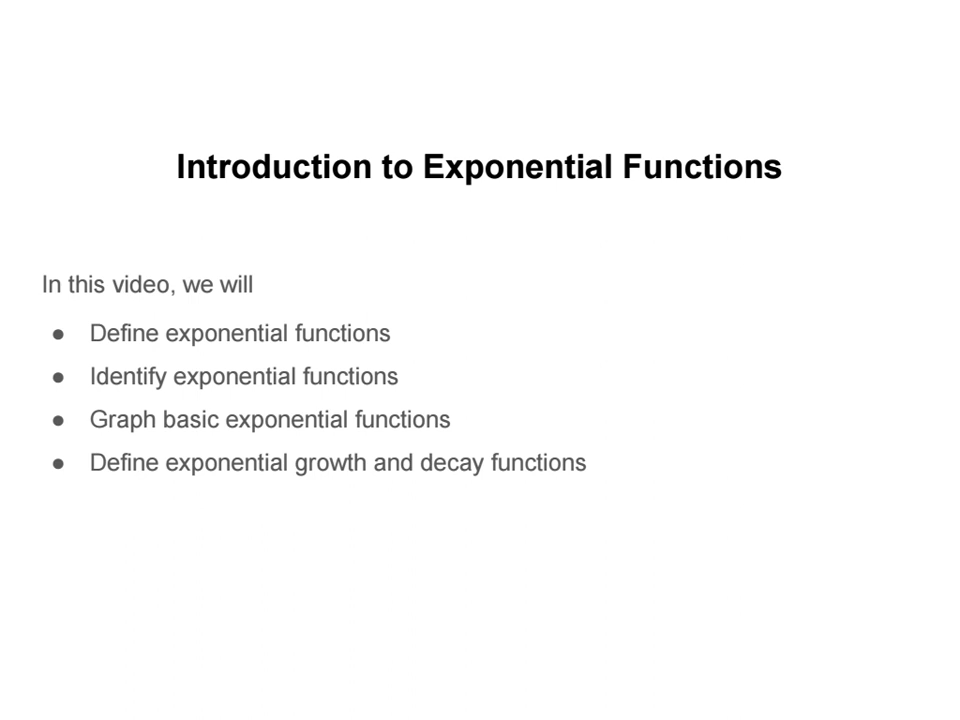 Introduction to Exponential Functions
In this video, we will
● Define exponential functions
● Identify exponential functions
● Graph basic exponential functions
● Define exponential growth and decay functions